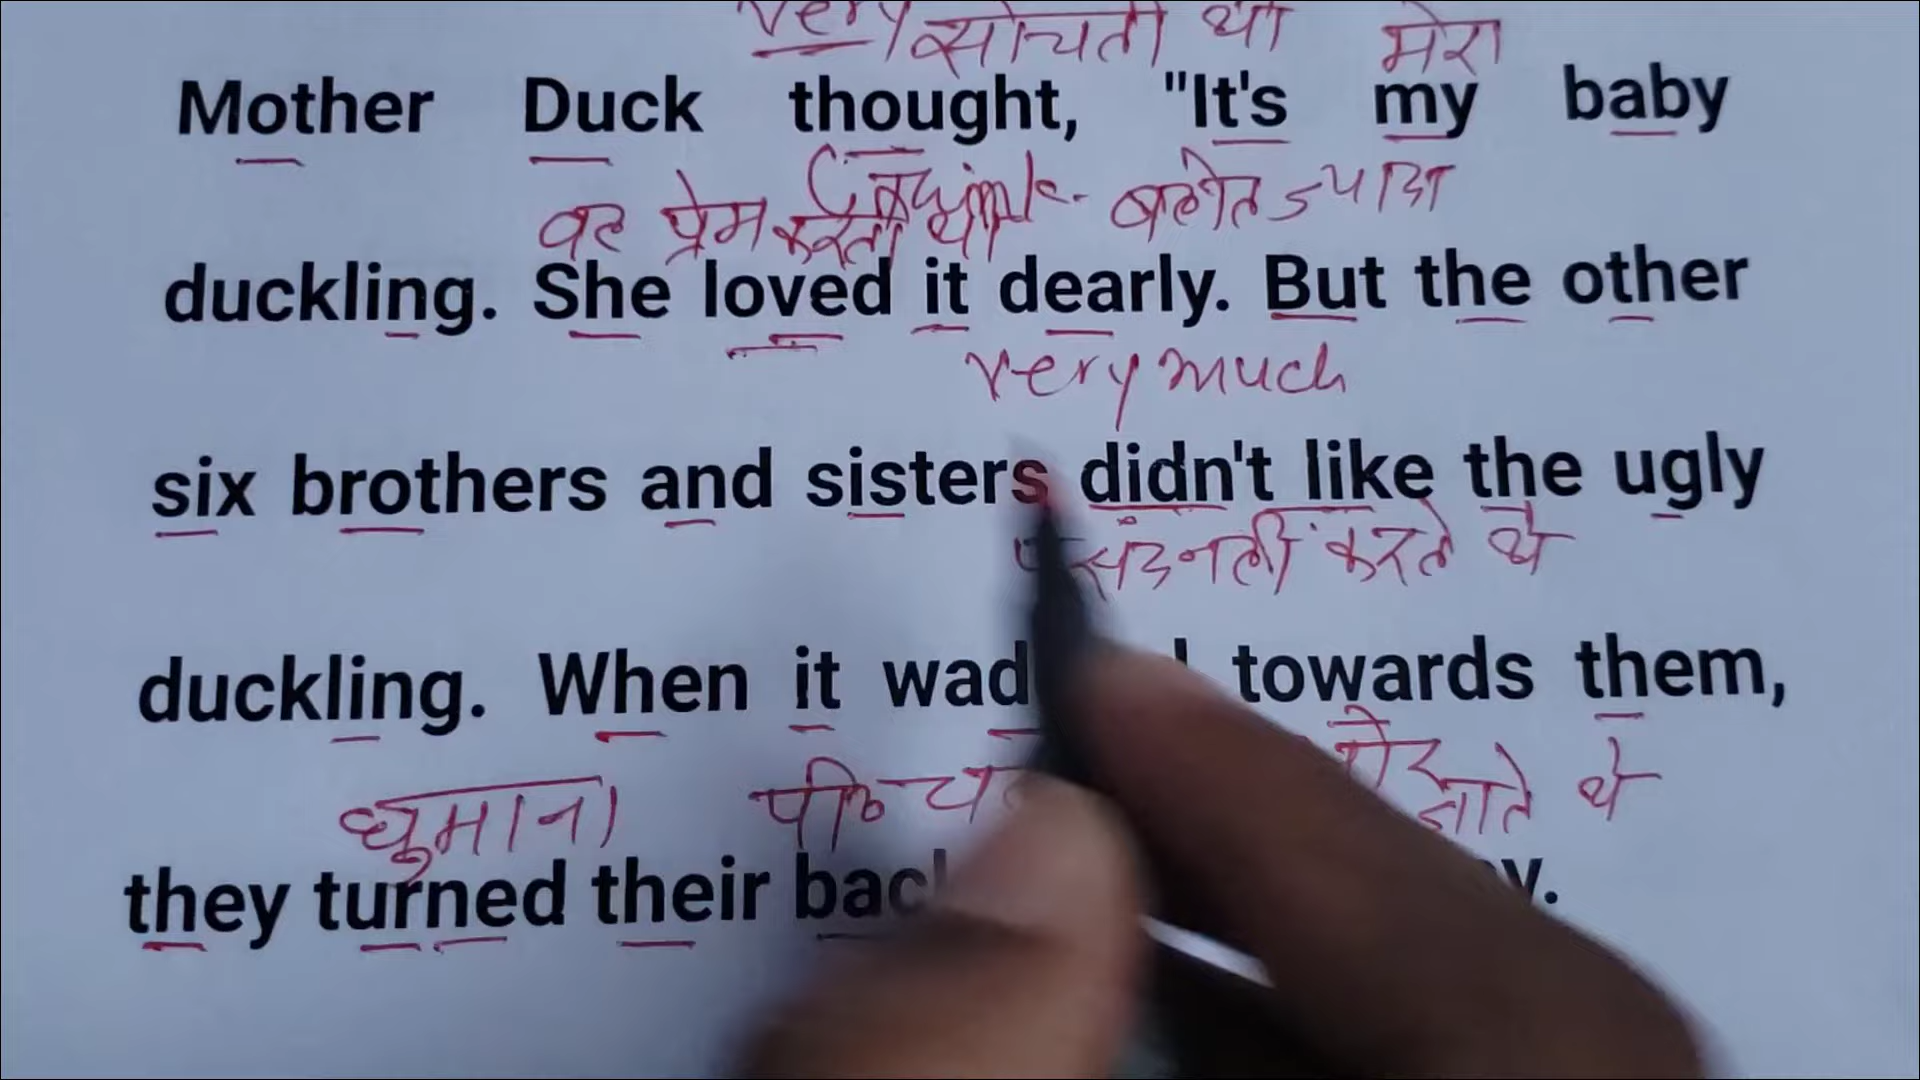 very सोचती थी मेरा
Mother Duck thought, "It's my baby
वह प्रेम करती थी बहोत ज्यादा
duckling. She loved it dearly. But the other
very much
six brothers and sisters didn't like the ugly
पसंद नही करते थे
duckling. When it towards them,
घुमाना जाते थे
they turned their